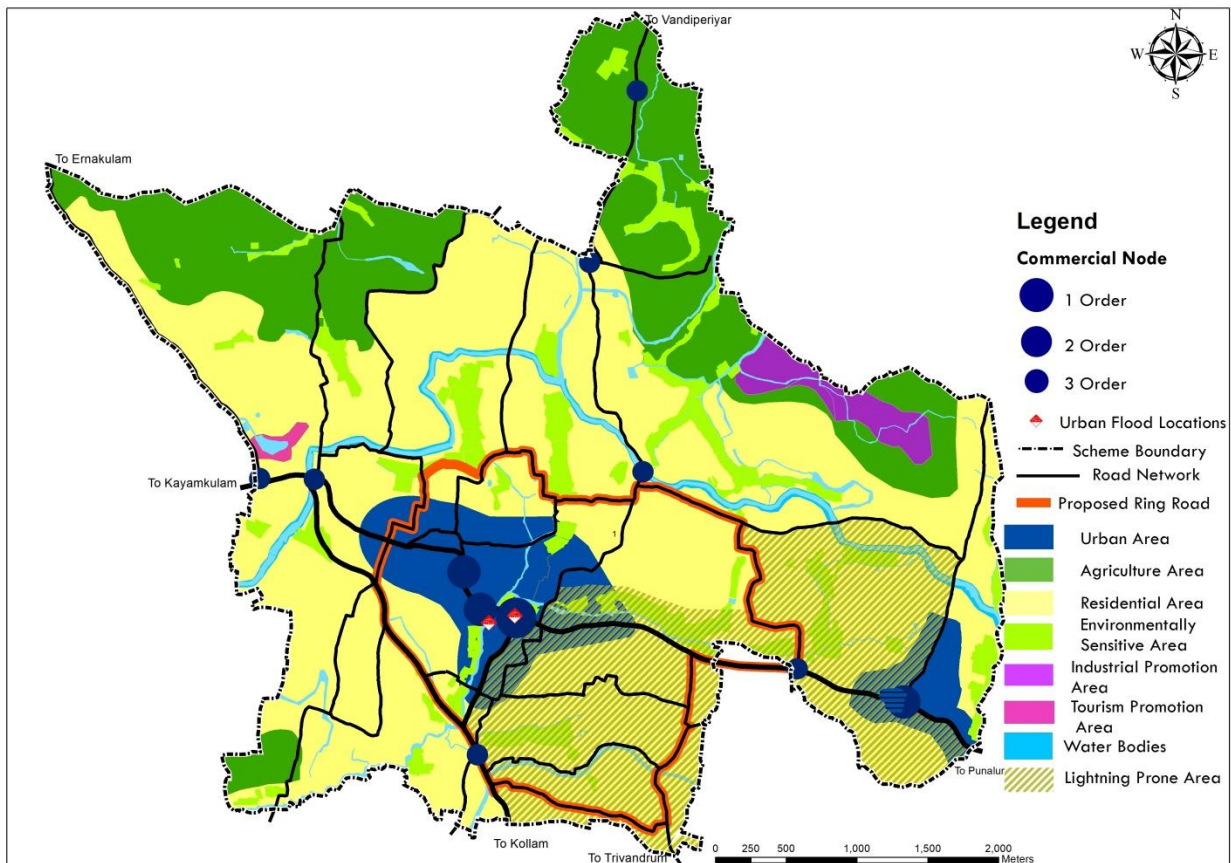 To Vandiperiyar
N
W
E
S
To Ernakulam
To Kayamkulam
1
To Punalur
To Kollam
To Trivandrum
Legend
Commercial Node
1 Order
2 Order
3 Order
Urban Flood Locations
Scheme Boundary
Road Network
Proposed Ring Road
Urban Area
Agriculture Area
Residential Area
Environmentally
Sensitive Area
Industrial Promotion
Area
Tourism Promotion
Area
Water Bodies
Lightning Prone Area
0 250 500 1,000 1,500 2,000
Meters